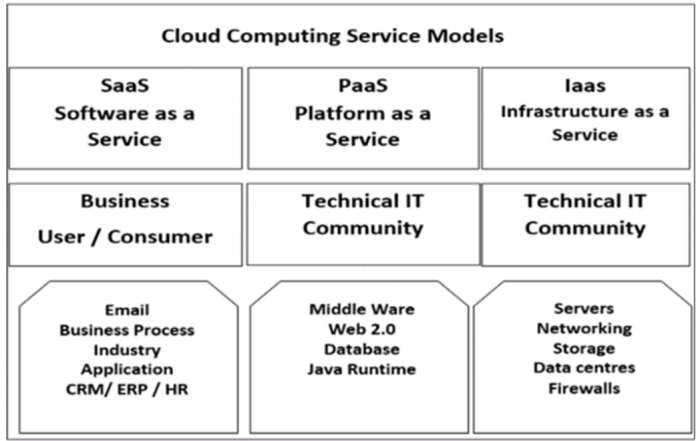 Cloud Computing Service Models
SaaS
Software as a
Service
PaaS
Platform as a
Service
Iaas
Infrastructure as a
Service
Business
User / Consumer
Technical IT
Community
Technical IT
Community
Email
Business Process
Industry
Application
CRM/ ERP / HR
Middle Ware
Web 2.0
Database
Java Runtime
Servers
Networking
Storage
Data centres
Firewalls